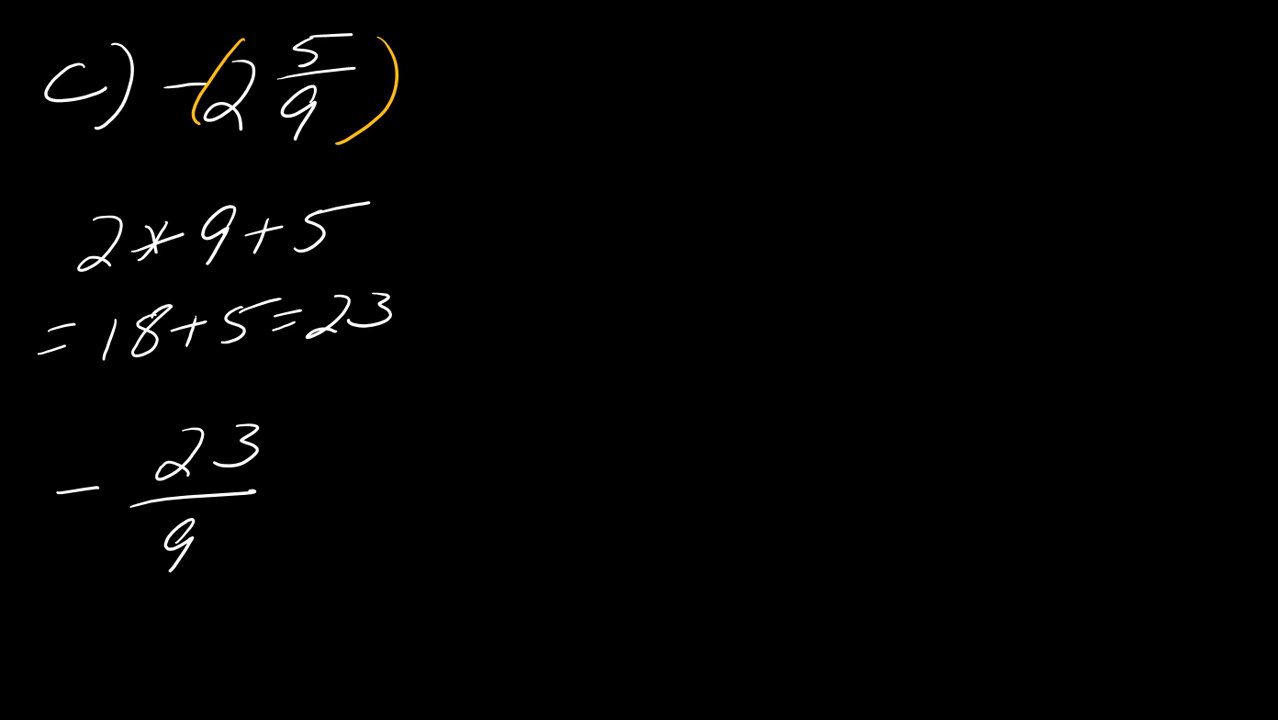 c) -(2 5/9)
2*9+5
=18+5=23
- 23/9